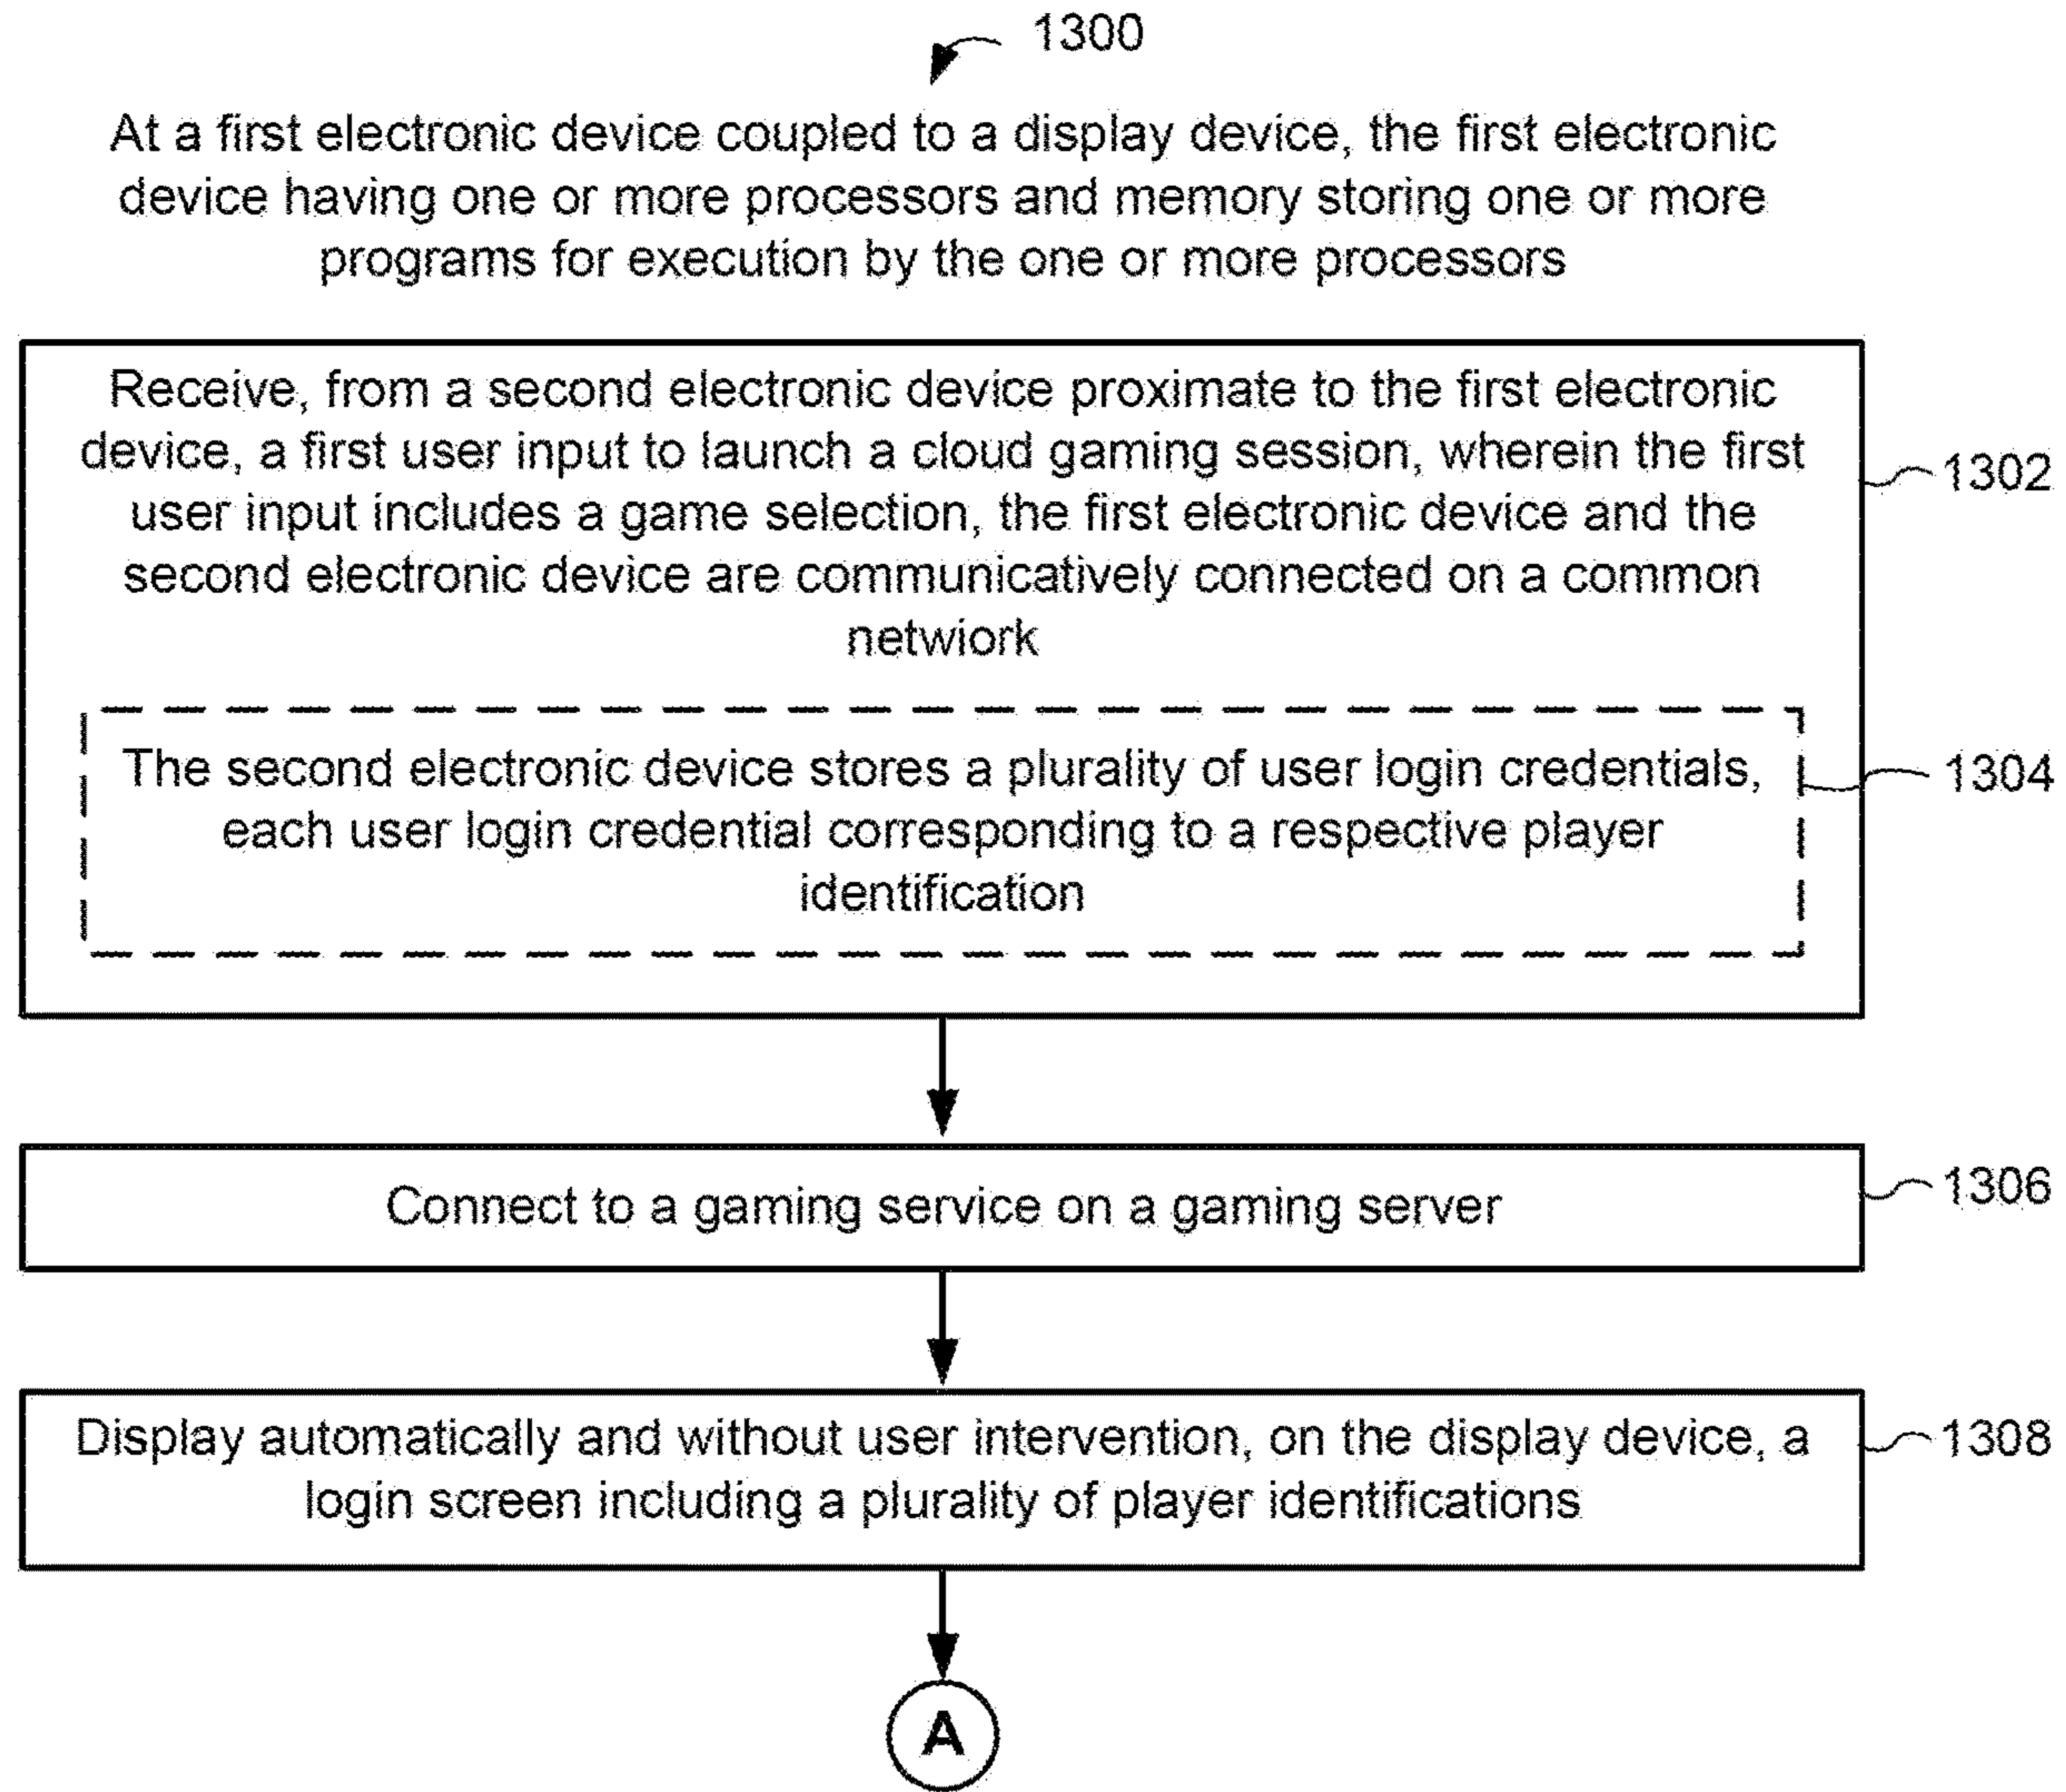 1300
At a first electronic device coupled to a display device, the first electronic
device having one or more processors and memory storing one or more
programs for execution by the one or more processors
Receive, from a second electronic device proximate to the first electronic
device, a first user input to launch a cloud gaming session, wherein the first
user input includes a game selection, the first electronic device and the
second electronic device are communicatively connected on a common
netwiork
1302
The second electronic device stores a plurality of user login credentials,
each user login credential corresponding to a respective player
identification
1304
Connect to a gaming service on a gaming server
1306
Display automatically and without user intervention, on the display device, a
login screen including a plurality of player identifications
1308
A